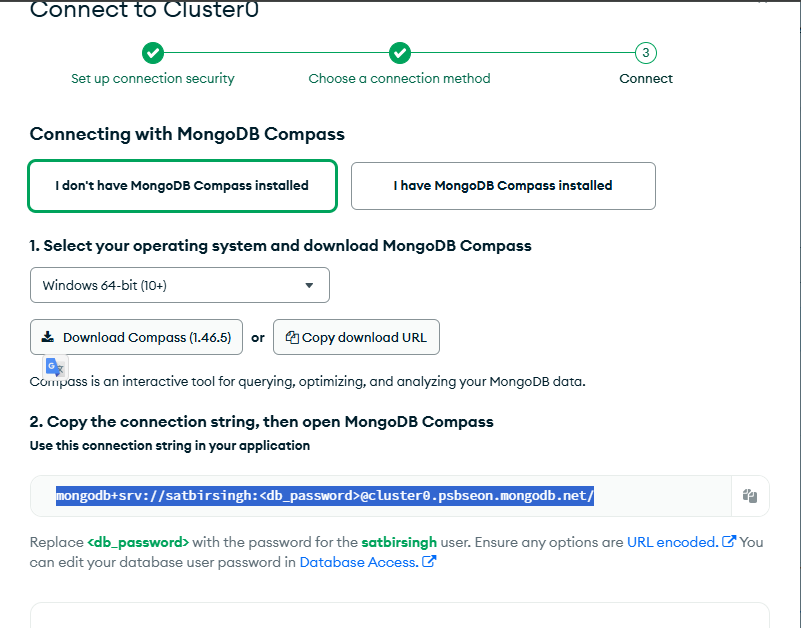 Connect to Cluster0
3
Set up connection security
Choose a connection method
Connect
Connecting with MongoDB Compass
I don't have MongoDB Compass installed
I have MongoDB Compass installed
1. Select your operating system and download MongoDB Compass
Windows 64-bit (10+)
Download Compass (1.46.5)
or
Copy download URL
G
Compass is an interactive tool for querying, optimizing, and analyzing your MongoDB data.
2. Copy the connection string, then open MongoDB Compass
Use this connection string in your application
mongodb+srv://satbirsingh:<db_password>@cluster0.psbseon.mongodb.net/
Replace <db_password> with the password for the satbirsingh user. Ensure any options are URL encoded. You
can edit your database user password in Database Access.